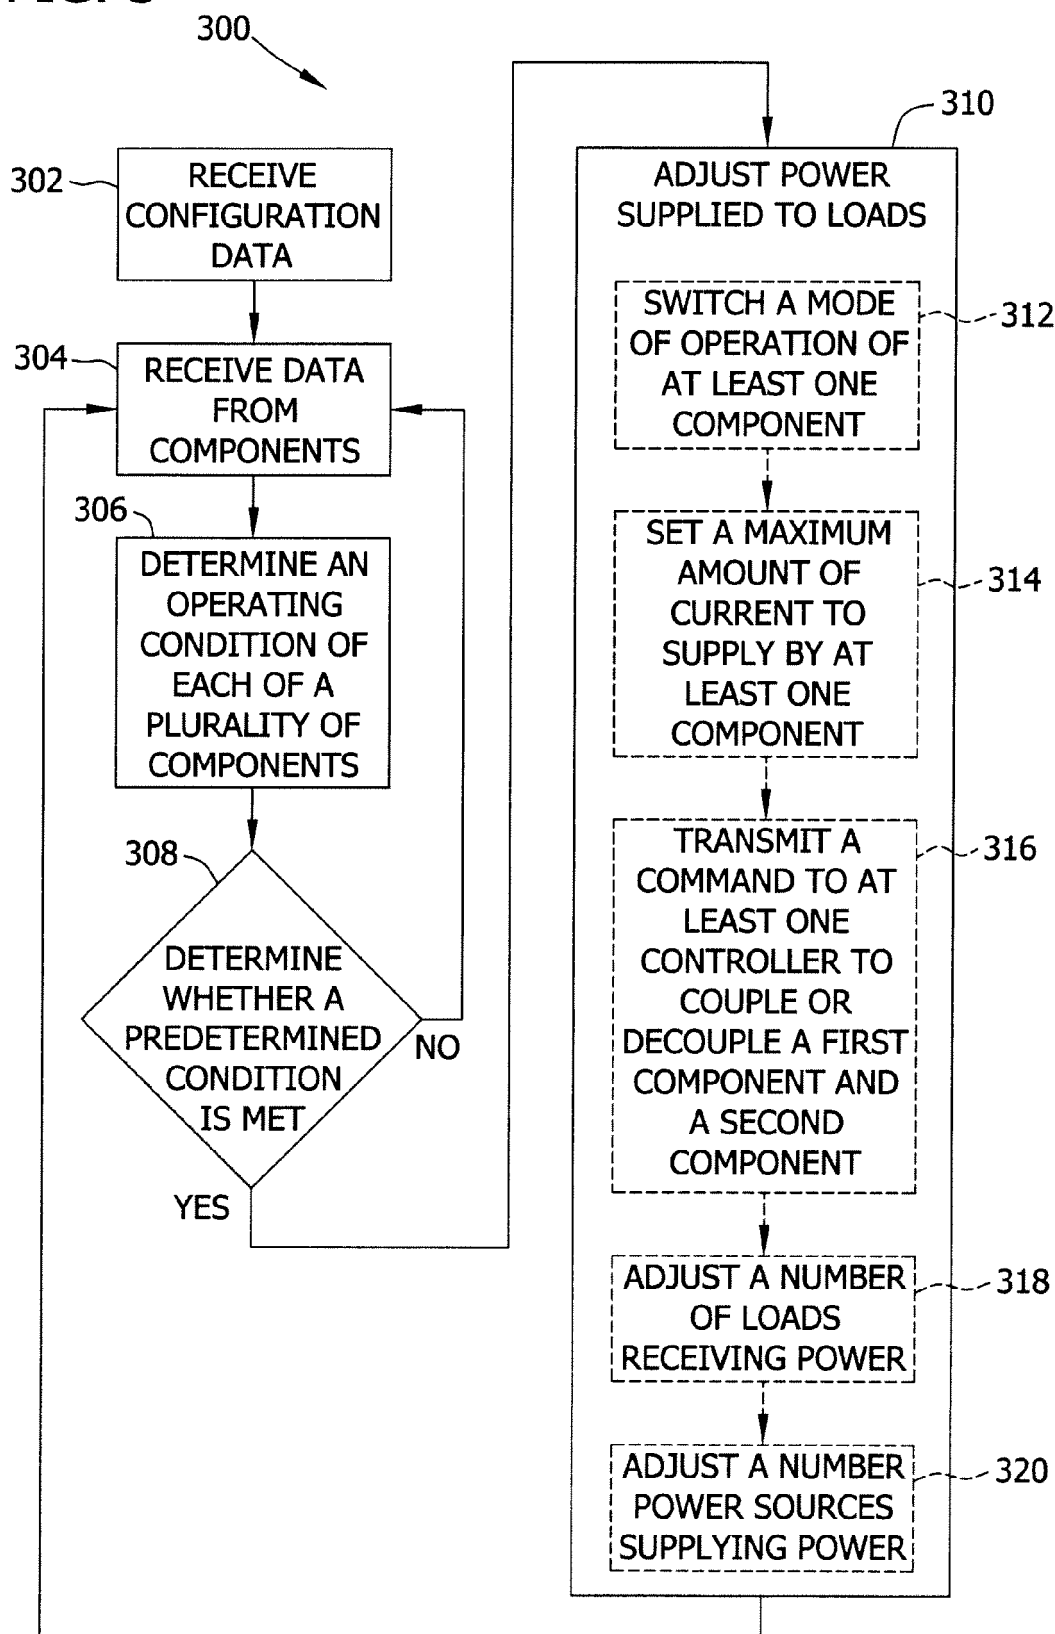 300
302
RECEIVE
CONFIGURATION
DATA
304
RECEIVE DATA
FROM
COMPONENTS
306
DETERMINE AN
OPERATING
CONDITION OF
EACH OF A
PLURALITY OF
COMPONENTS
308
DETERMINE
WHETHER A
PREDETERMINED
CONDITION
IS MET
NO
YES
310
ADJUST POWER
SUPPLIED TO LOADS
SWITCH A MODE
OF OPERATION OF
AT LEAST ONE
COMPONENT
312
SET A MAXIMUM
AMOUNT OF
CURRENT TO
SUPPLY BY AT
LEAST ONE
COMPONENT
314
TRANSMIT A
COMMAND TO AT
LEAST ONE
CONTROLLER TO
COUPLE OR
DECOUPLE A FIRST
COMPONENT AND
A SECOND
COMPONENT
316
ADJUST A NUMBER
OF LOADS
RECEIVING POWER
318
ADJUST A NUMBER
POWER SOURCES
SUPPLYING POWER
320